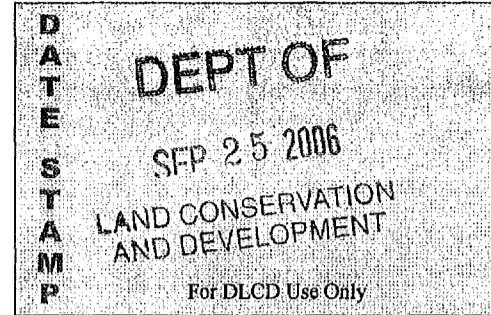 DATE STAMP
DEPT OF
SEP 25 2006
LAND CONSERVATION
AND DEVELOPMENT
For DLCD Use Only